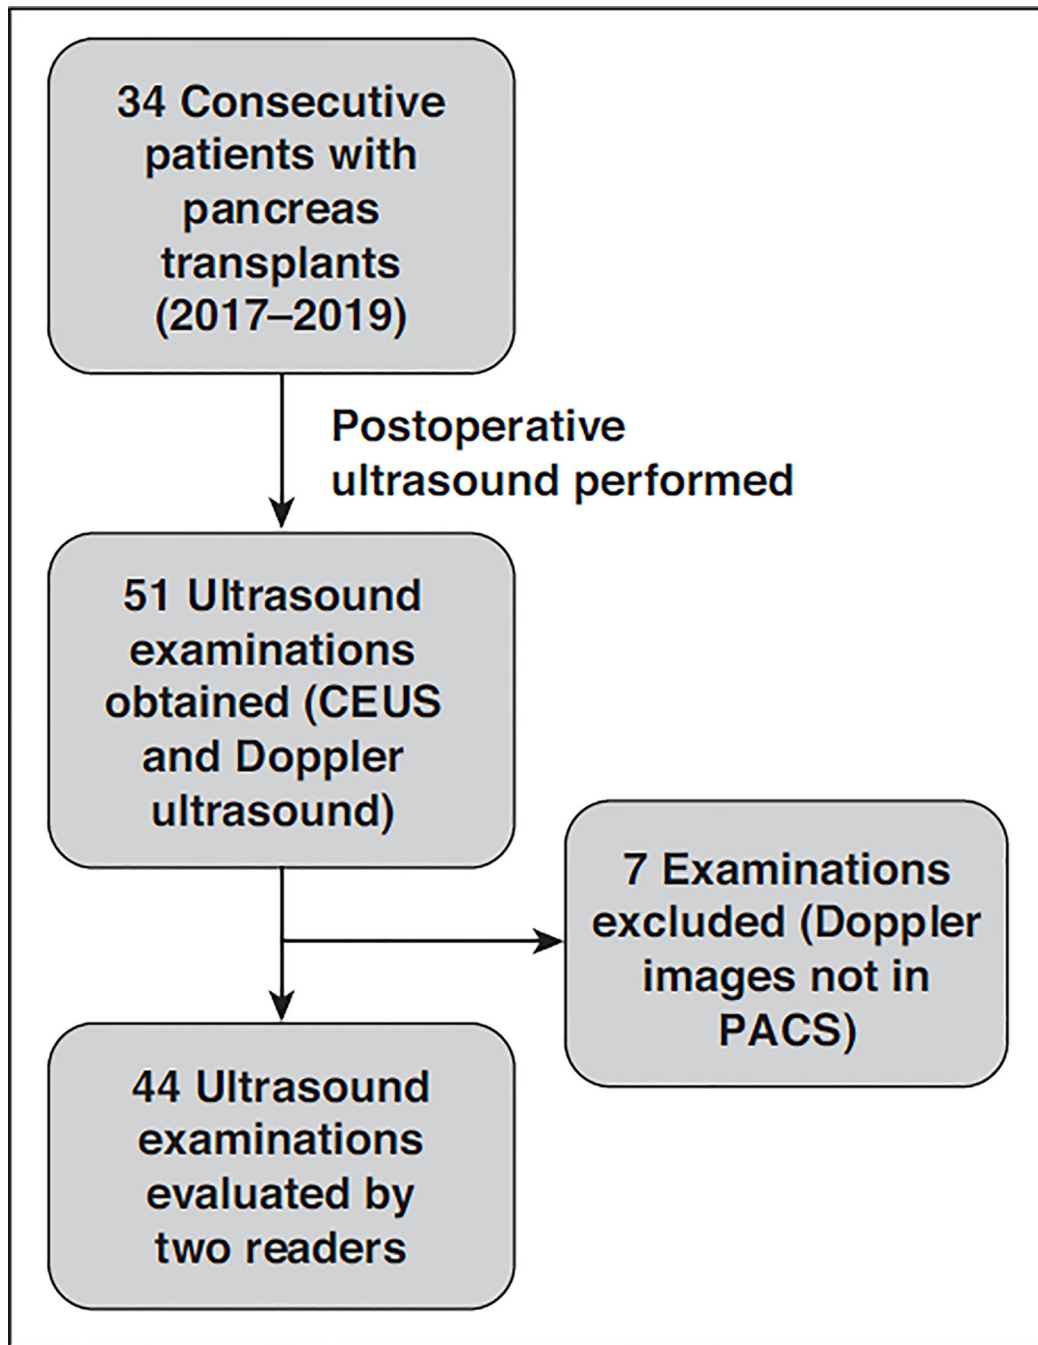 34 Consecutive
patients with
pancreas
transplants
(2017–2019)
Postoperative
ultrasound performed
51 Ultrasound
examinations
obtained (CEUS
and Doppler
ultrasound)
7 Examinations
excluded (Doppler
images not in
PACS)
44 Ultrasound
examinations
evaluated by
two readers